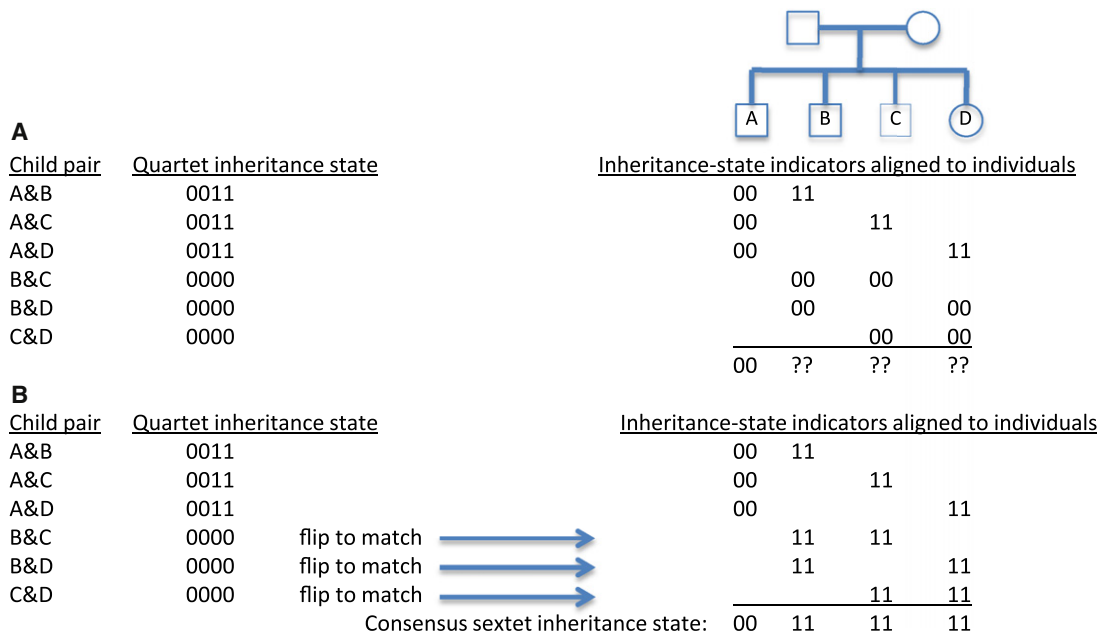 A B C D
A
Child pair Quartet inheritance state Inheritance-state indicators aligned to individuals
A&B 0011 00 11
A&C 0011 00 11
A&D 0011 00 11
B&C 0000 00 00
B&D 0000 00 00
C&D 0000 00 00
00 ?? ?? ??
B
Child pair Quartet inheritance state Inheritance-state indicators aligned to individuals
A&B 0011 00 11
A&C 0011 00 11
A&D 0011 00 11
B&C 0000 flip to match 11 11
B&D 0000 flip to match 11 11
C&D 0000 flip to match 11 11
Consensus sextet inheritance state: 00 11 11 11